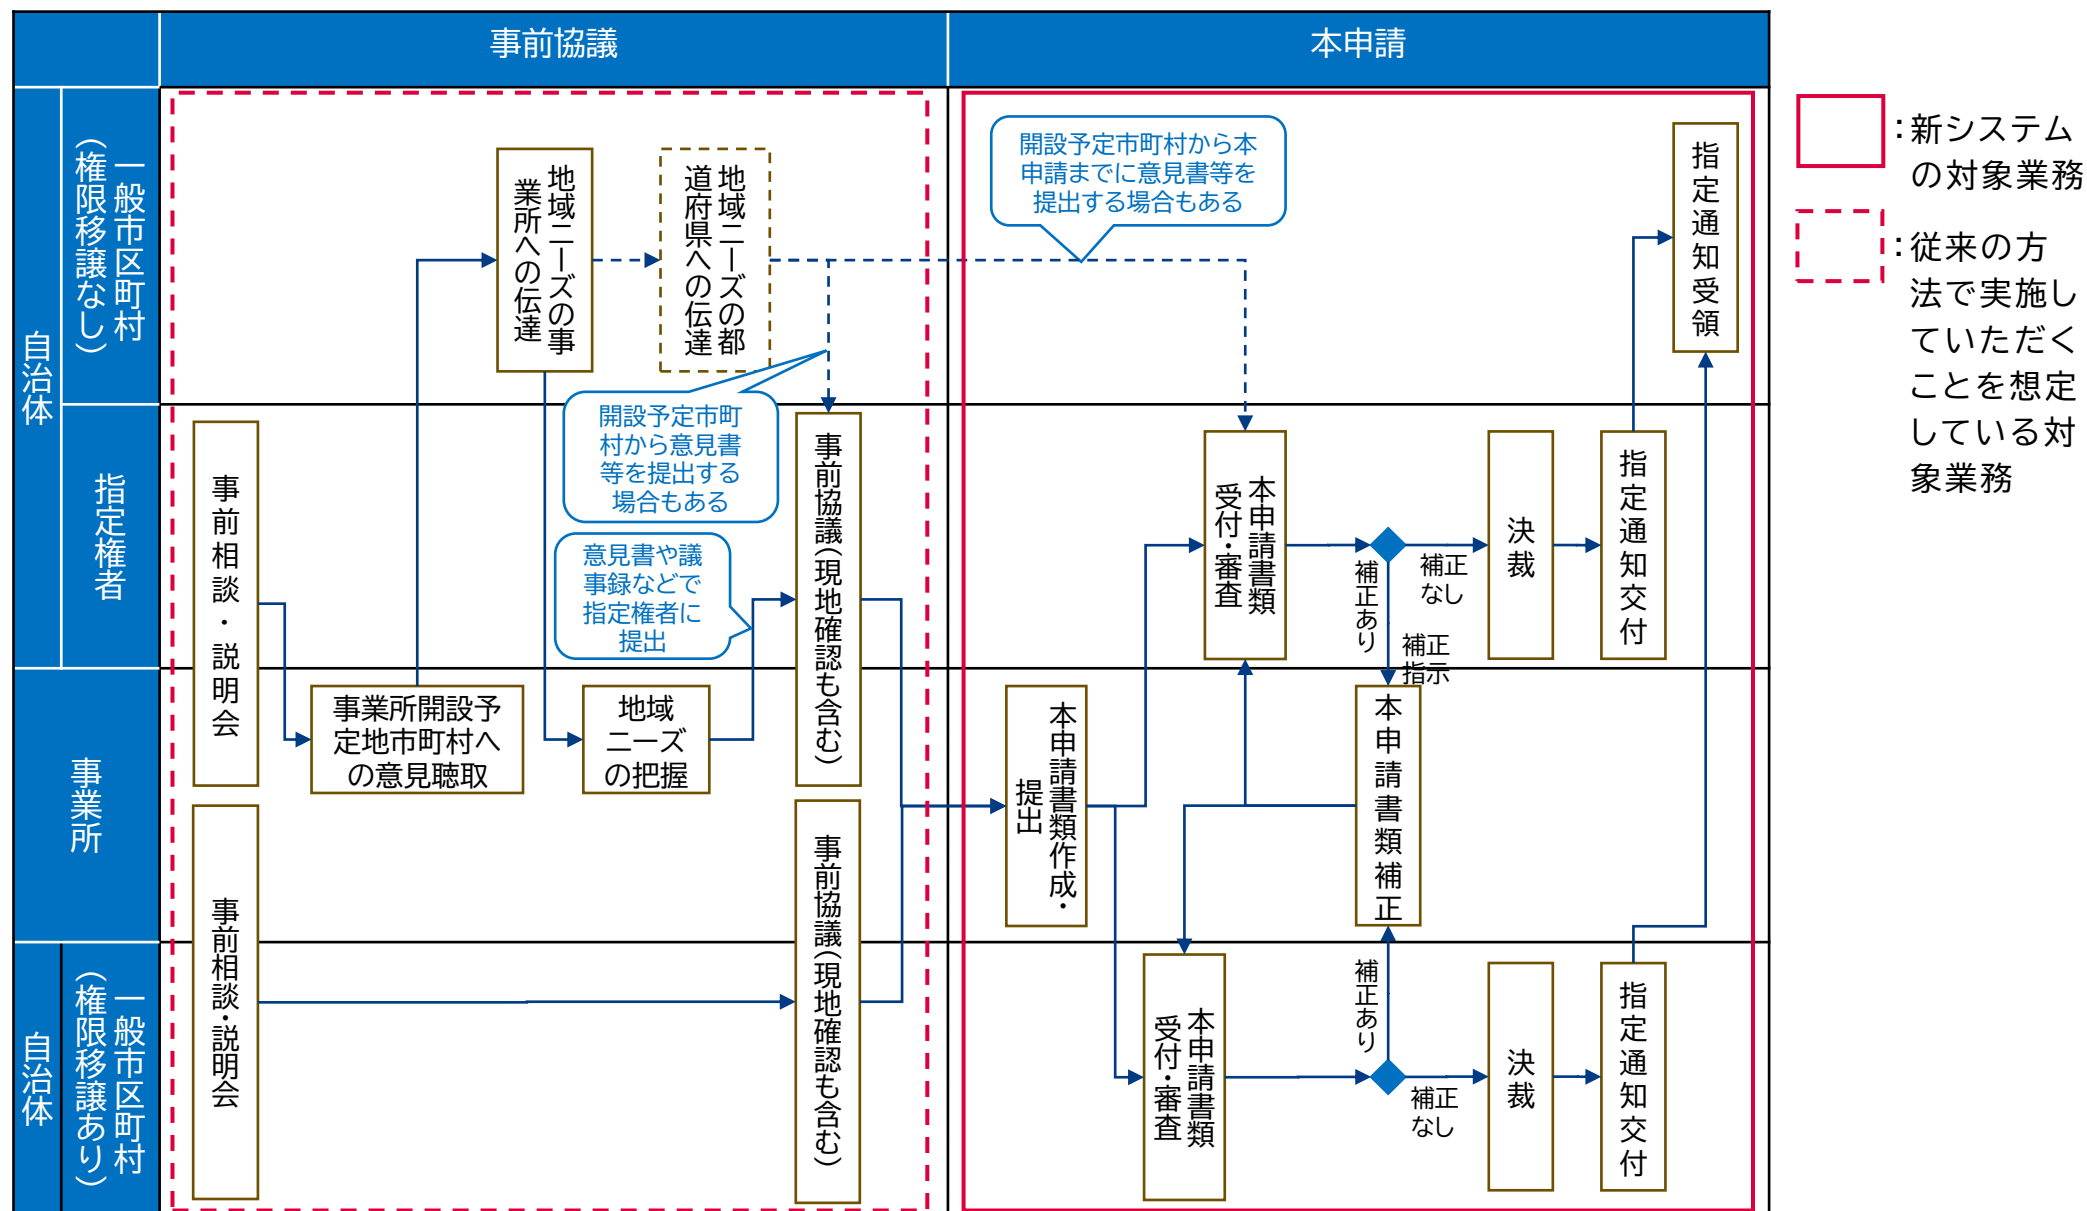 事前協議
本申請
自治体
一般市区町村
（権限移譲なし）
指定権者
事業所
自治体
一般市区町村
（権限移譲あり）
地域ニーズの事
業所への伝達
地域ニーズの都
道府県への伝達
開設予定市町村から本
申請までに意見書等を
提出する場合もある
指定通知受領
開設予定市町
村から意見書
等を提出する
場合もある
意見書や議
事録などで
指定権者に
提出
事前相談・説明会
事業所開設予
定地市町村へ
の意見聴取
地域
ニーズ
の把握
事前協議（現地確認も含む）
本申請書類
受付・審査
補正あり
補正
なし
補正
指示
決裁
指定通知交付
本申請書類作成・
提出
本申請書類補正
事前相談・説明会
事前協議（現地確認も含む）
本申請書類
受付・審査
補正あり
補正
なし
決裁
指定通知交付
：新システム
の対象業務
：従来の方
法で実施し
ていただく
ことを想定
している対
象業務